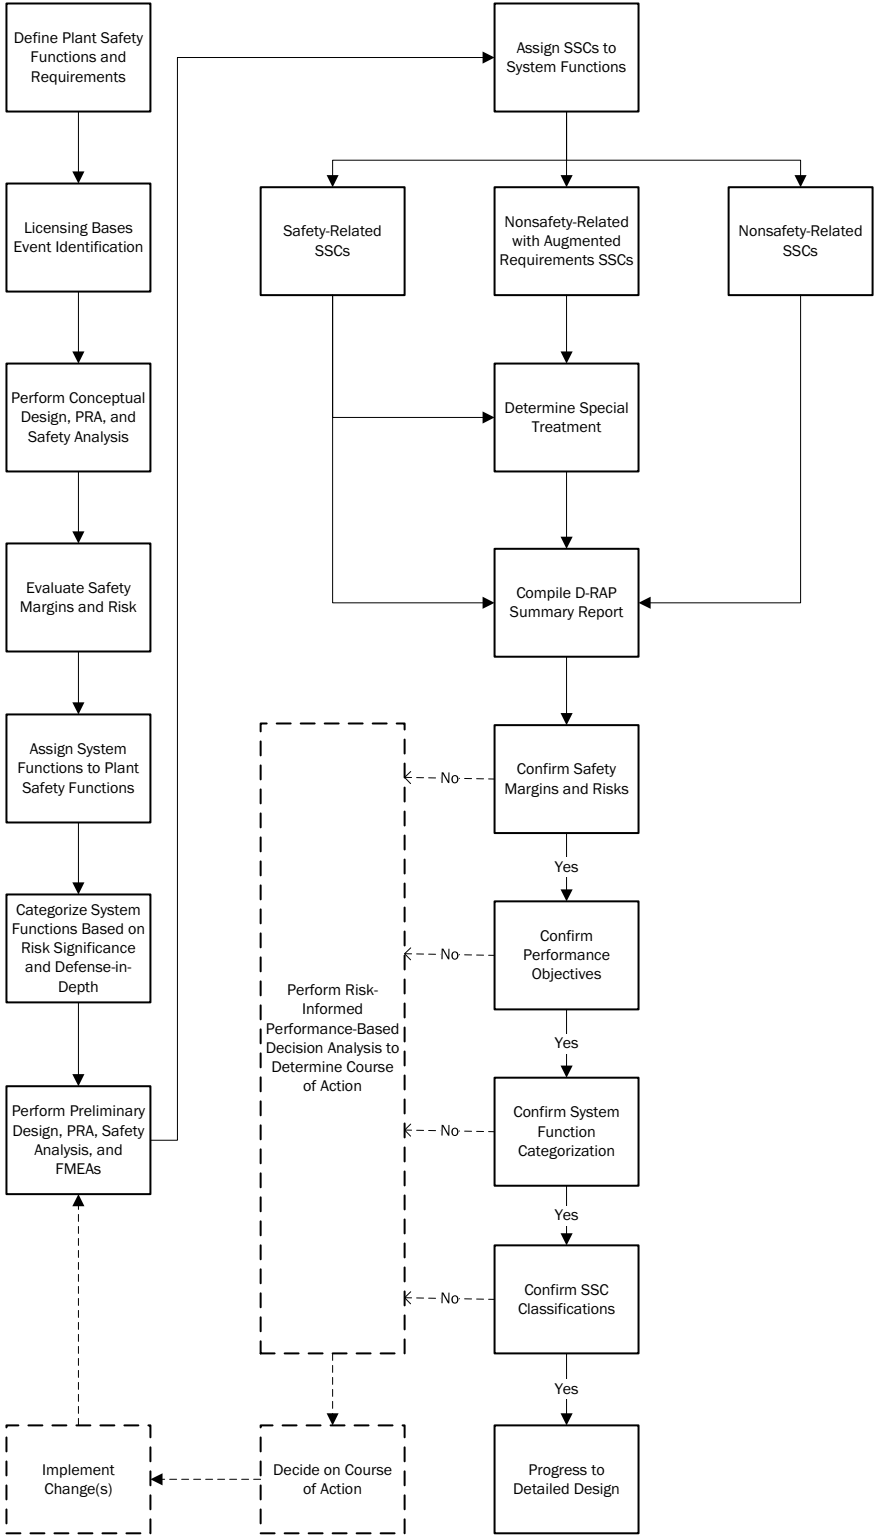 Define Plant Safety
Functions and
Requirements
Licensing Bases
Event Identification
Perform Conceptual
Design, PRA, and
Safety Analysis
Evaluate Safety
Margins and Risk
Assign System
Functions to Plant
Safety Functions
Categorize System
Functions Based on
Risk Significance
and Defense-in-
Depth
Perform Preliminary
Design, PRA, Safety
Analysis, and
FMEAs
Assign SSCs to
System Functions
Safety-Related
SSCs
Nonsafety-Related
with Augmented
Requirements SSCs
Nonsafety-Related
SSCs
Determine Special
Treatment
Compile D-RAP
Summary Report
Confirm Safety
Margins and Risks
No
Yes
Confirm
Performance
Objectives
No
Yes
Confirm System
Function
Categorization
No
Yes
Confirm SSC
Classifications
No
Yes
Progress to
Detailed Design
Perform Risk-
Informed
Performance-Based
Decision Analysis to
Determine Course
of Action
Decide on Course
of Action
Implement
Change(s)